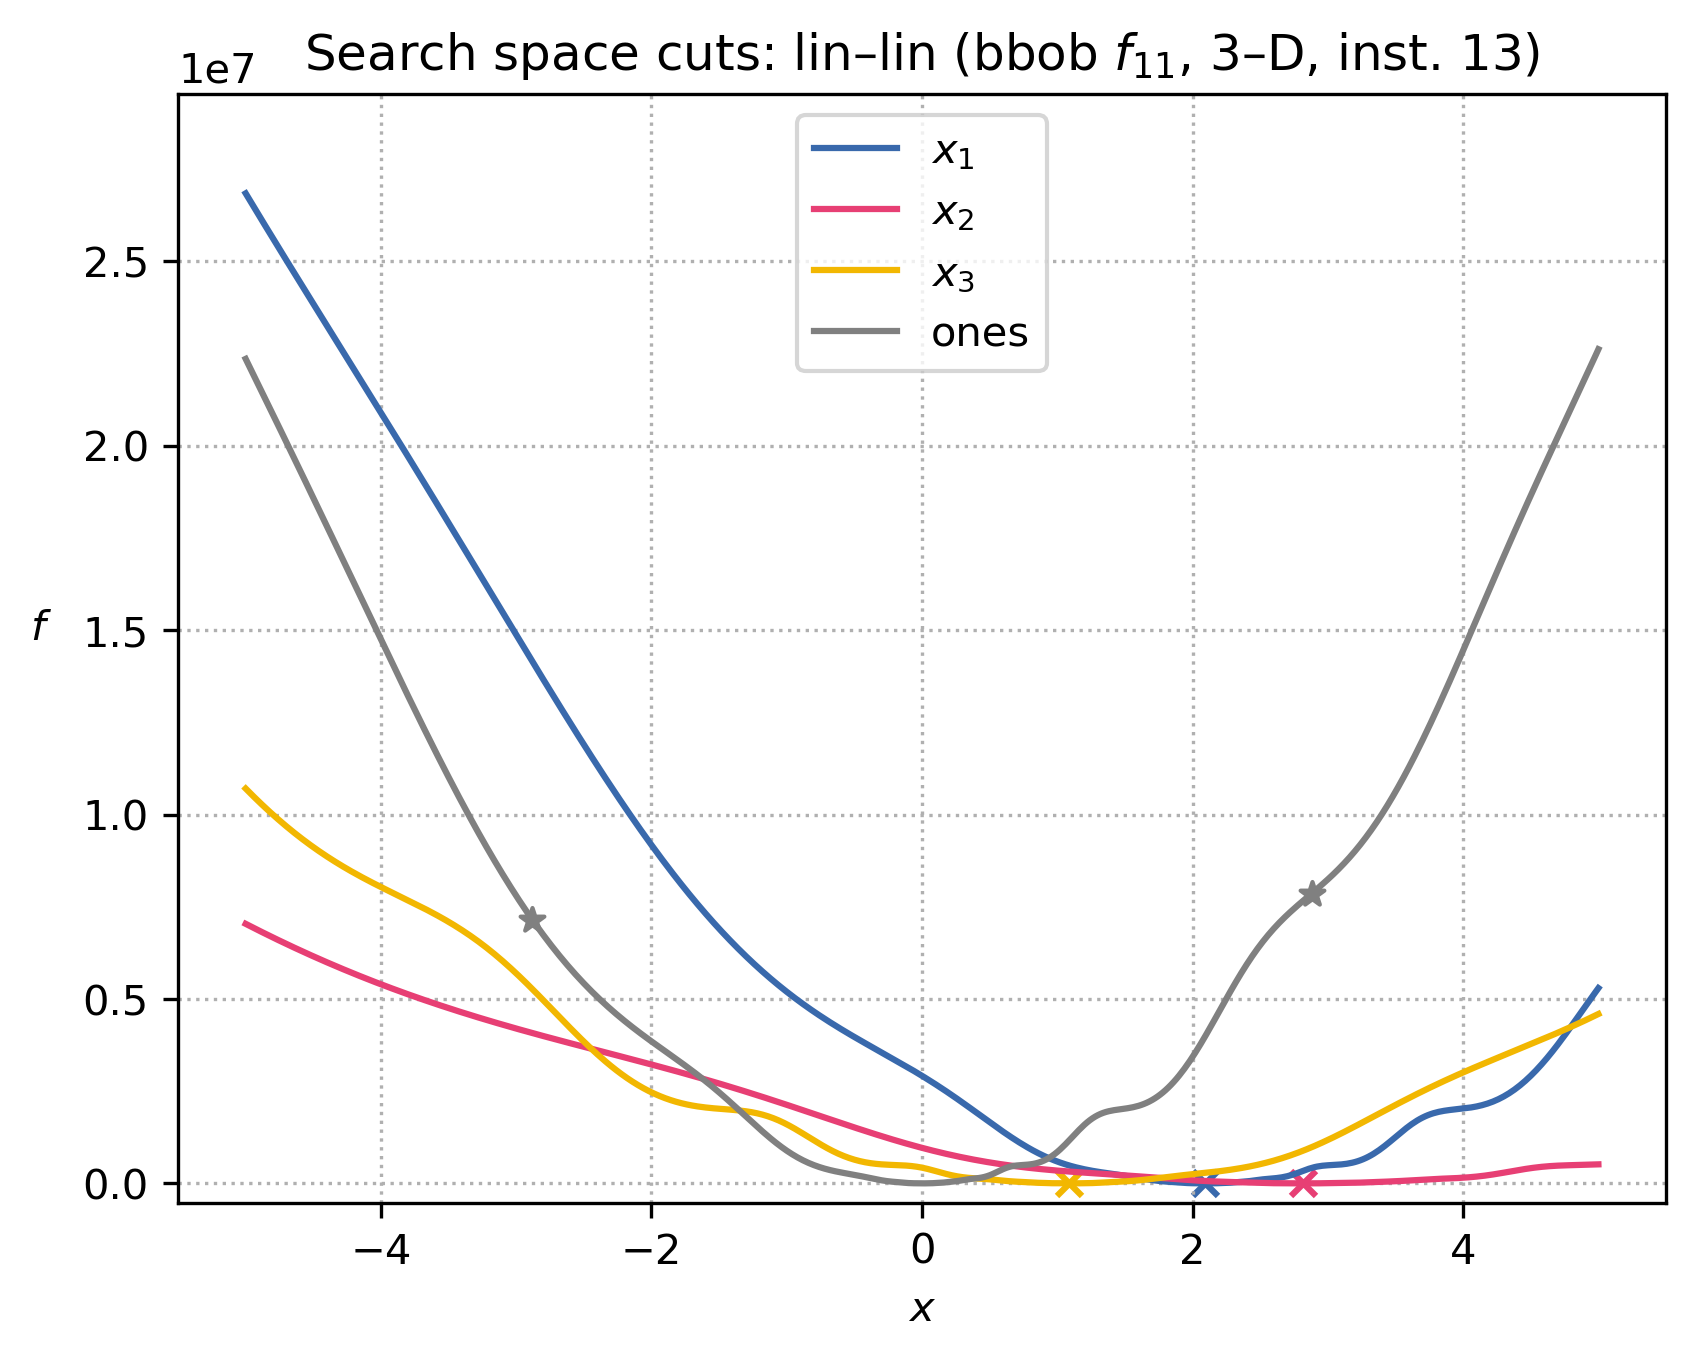 Search space cuts: lin–lin (bbob f₁₁, 3–D, inst. 13)
1e7
x₁
x₂
x₃
ones
2.5
2.0
1.5
1.0
0.5
0.0
f
−4 −2 0 2 4
x